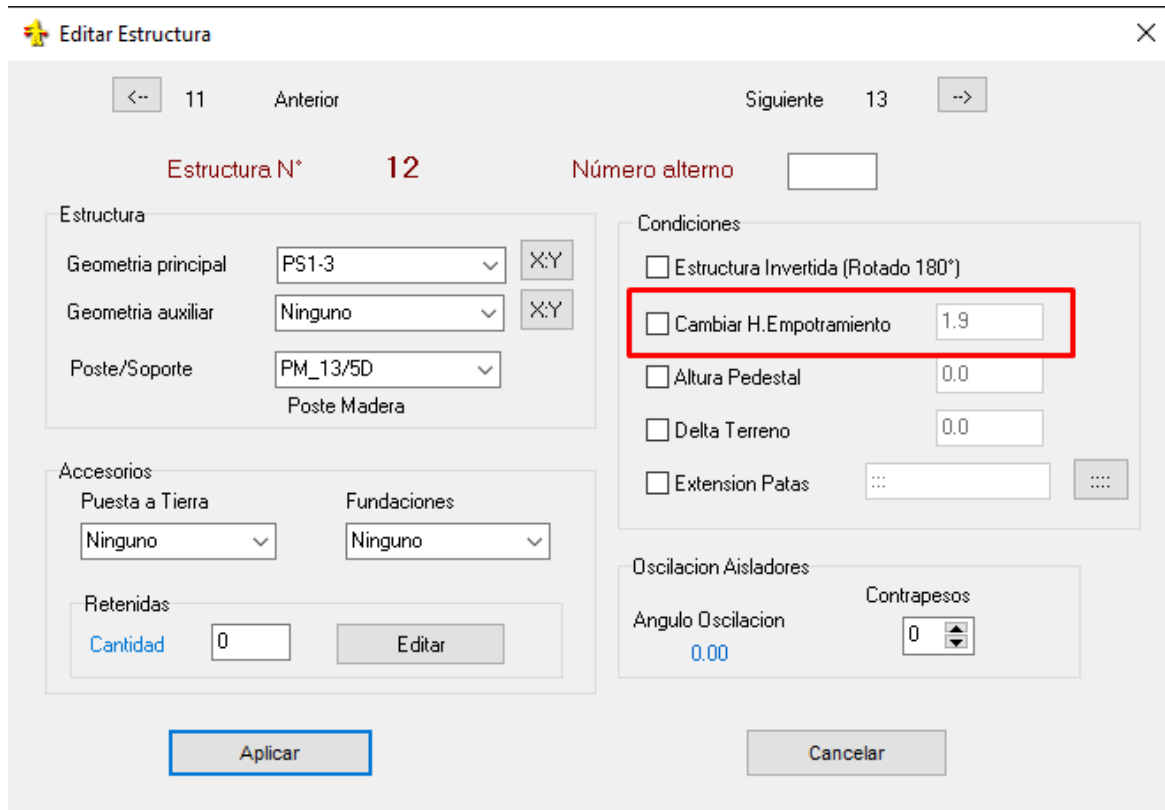 Editar Estructura
<-- 11 Anterior Siguiente 13 -->
Estructura N° 12 Número alterno
Estructura
Geometria principal PS1-3 X:Y
Geometria auxiliar Ninguno X:Y
Poste/Soporte PM_13/5D
Poste Madera
Condiciones
Estructura Invertida (Rotado 180°)
Cambiar H.Empotramiento 1.9
Altura Pedestal 0.0
Delta Terreno 0.0
Extension Patas ::: ::::
Accesorios
Puesta a Tierra Fundaciones
Ninguno Ninguno
Retenidas
Cantidad 0 Editar
Oscilacion Aisladores
Contrapesos
Angulo Oscilacion 0
0.00
Aplicar Cancelar